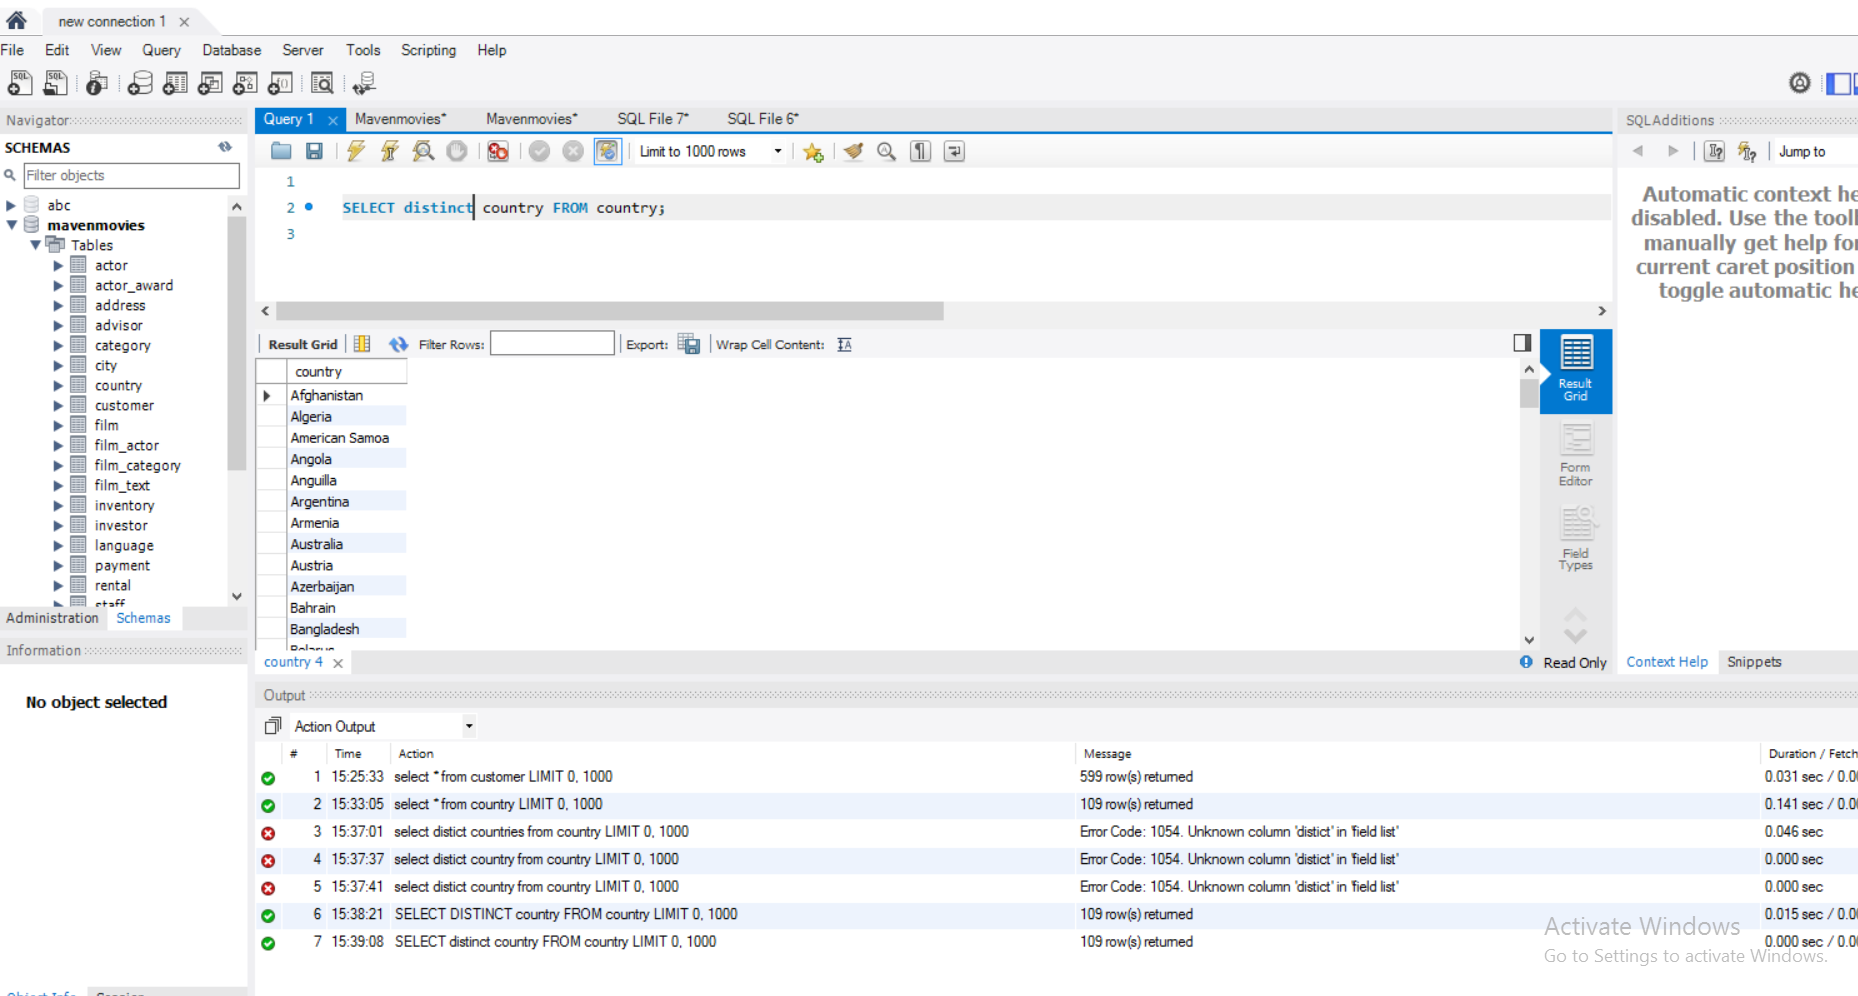 new connection 1
File Edit View Query Database Server Tools Scripting Help
Navigator
SCHEMAS
Filter objects
abc
mavenmovies
Tables
actor
actor_award
address
advisor
category
city
country
customer
film
film_actor
film_category
film_text
inventory
investor
language
payment
rental
staff
Administration Schemas
Information
No object selected
Object Info Session
Query 1 Mavenmovies* Mavenmovies* SQL File 7* SQL File 6*
Limit to 1000 rows
1
2 SELECT distinct country FROM country;
3
Result Grid Filter Rows: Export: Wrap Cell Content:
country
Afghanistan
Algeria
American Samoa
Angola
Anguilla
Argentina
Armenia
Australia
Austria
Azerbaijan
Bahrain
Bangladesh
Belarus
Result
Grid
Form
Editor
Field
Types
country 4 Read Only
SQLAdditions
Jump to
Automatic context he
disabled. Use the tool
manually get help for
current caret position
toggle automatic he
Context Help Snippets
Output
Action Output
# Time Action Message Duration / Fetch
1 15:25:33 select * from customer LIMIT 0, 1000 599 row(s) returned 0.031 sec / 0.0
2 15:33:05 select * from country LIMIT 0, 1000 109 row(s) returned 0.141 sec / 0.0
3 15:37:01 select distict countries from country LIMIT 0, 1000 Error Code: 1054. Unknown column 'distict' in 'field list' 0.046 sec
4 15:37:37 select distict country from country LIMIT 0, 1000 Error Code: 1054. Unknown column 'distict' in 'field list' 0.000 sec
5 15:37:41 select distict country from country LIMIT 0, 1000 Error Code: 1054. Unknown column 'distict' in 'field list' 0.000 sec
6 15:38:21 SELECT DISTINCT country FROM country LIMIT 0, 1000 109 row(s) returned 0.015 sec / 0.0
7 15:39:08 SELECT distinct country FROM country LIMIT 0, 1000 109 row(s) returned 0.000 sec / 0.0
Activate Windows
Go to Settings to activate Windows.